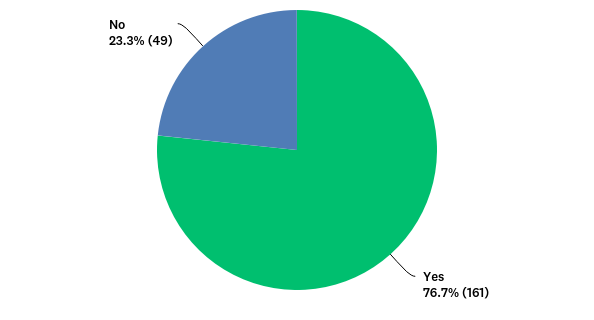 No
23.3% (49)
Yes
76.7% (161)